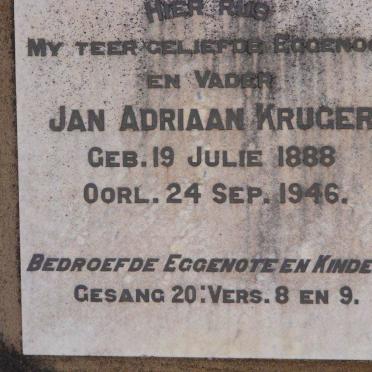 HIER RUS
MY TEER GELIEFDE EGGENOO
EN VADER
JAN ADRIAAN KRUGER
GEB. 19 JULIE 1888
OORL. 24 SEP. 1946.
BEDROEFDE EGGENOTE EN KINDE
GESANG 20: VERS. 8 EN 9.